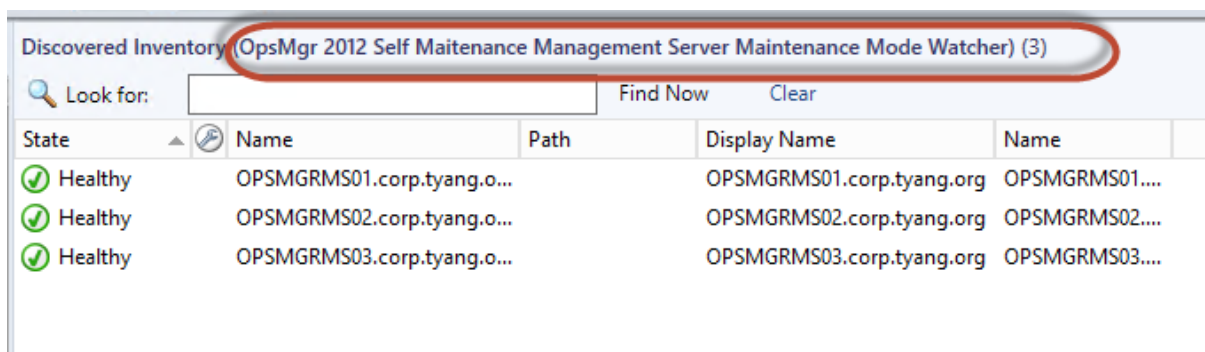 Discovered Inventory (OpsMgr 2012 Self Maitenance Management Server Maintenance Mode Watcher) (3)
Look for: Find Now Clear
State Name Path Display Name Name
Healthy OPSMGRMS01.corp.tyang.o... OPSMGRMS01.corp.tyang.org OPSMGRMS01....
Healthy OPSMGRMS02.corp.tyang.o... OPSMGRMS02.corp.tyang.org OPSMGRMS02....
Healthy OPSMGRMS03.corp.tyang.o... OPSMGRMS03.corp.tyang.org OPSMGRMS03....